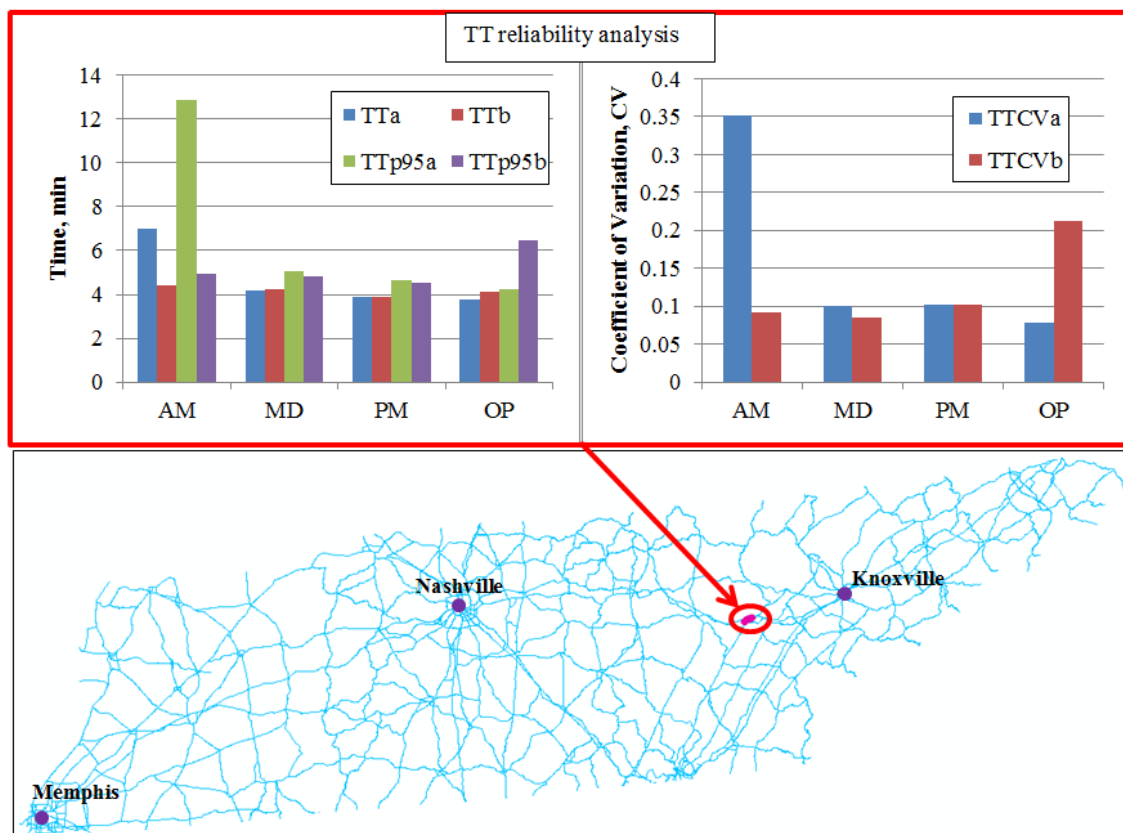 TT reliability analysis
Time, min
14
12
10
8
6
4
2
0
TTa
TTb
TTp95a
TTp95b
AM
MD
PM
OP
Coefficient of Variation, CV
0.4
0.35
0.3
0.25
0.2
0.15
0.1
0.05
0
TTCVa
TTCVb
AM
MD
PM
OP
Nashville
Knoxville
Memphis